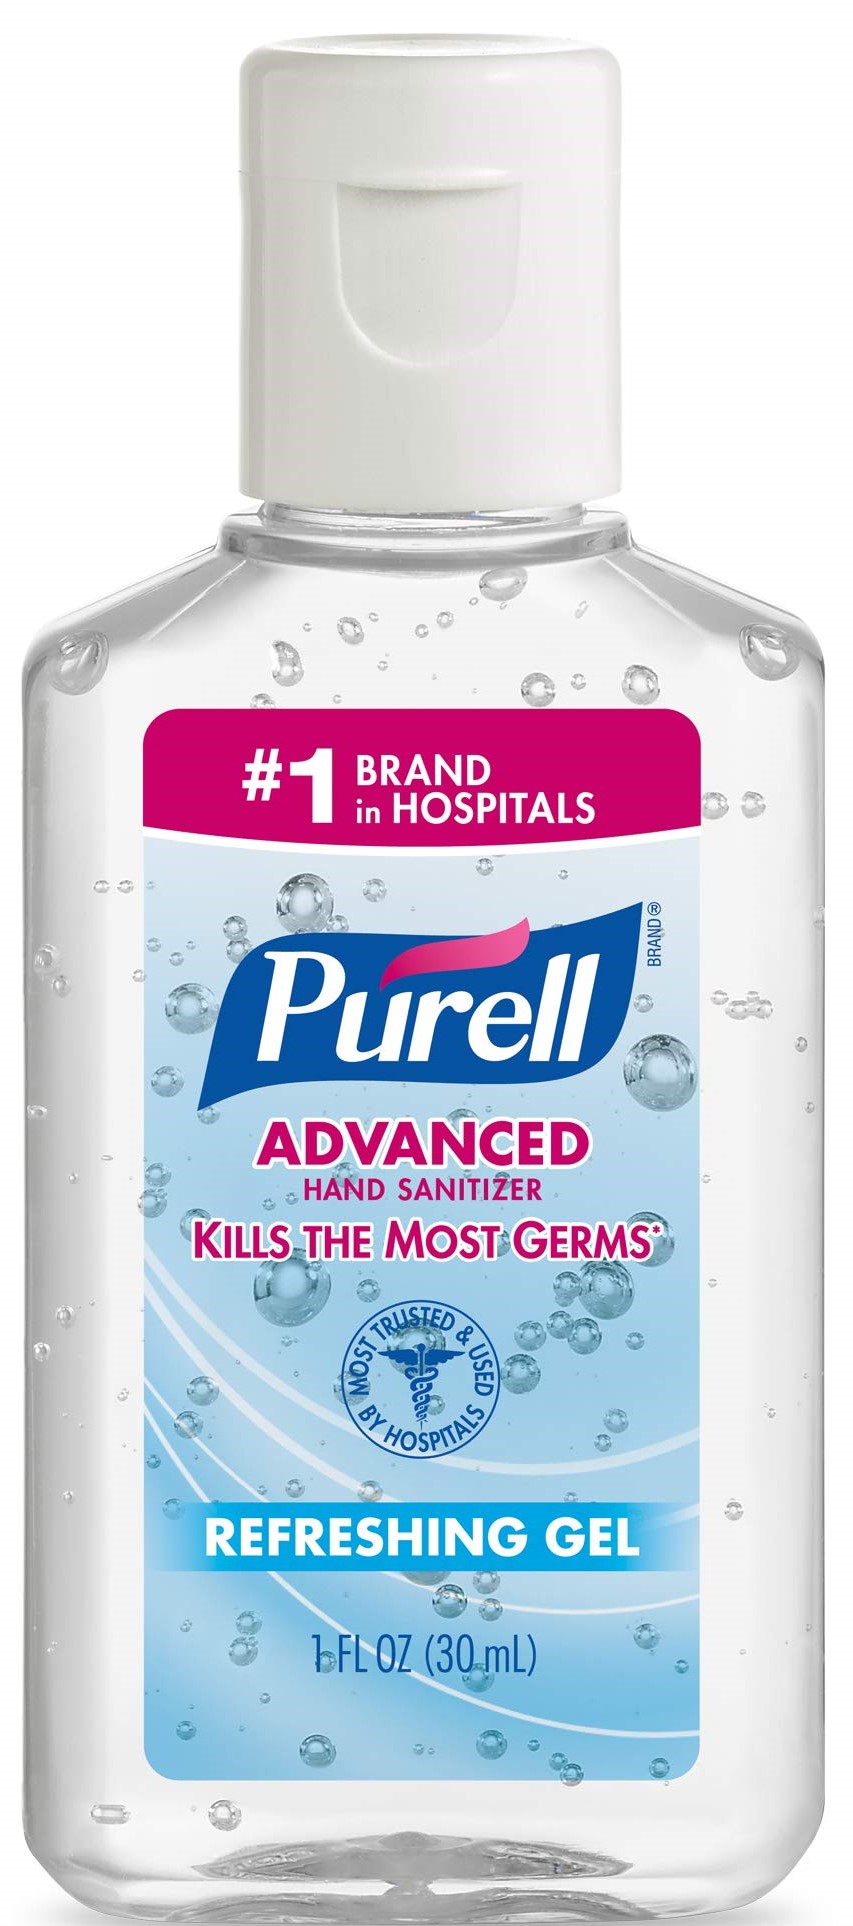 #1 BRAND
in HOSPITALS
Purell
BRAND®
ADVANCED
HAND SANITIZER
KILLS THE MOST GERMS*
MOST TRUSTED & USED
BY HOSPITALS
REFRESHING GEL
1 FL OZ (30 mL)